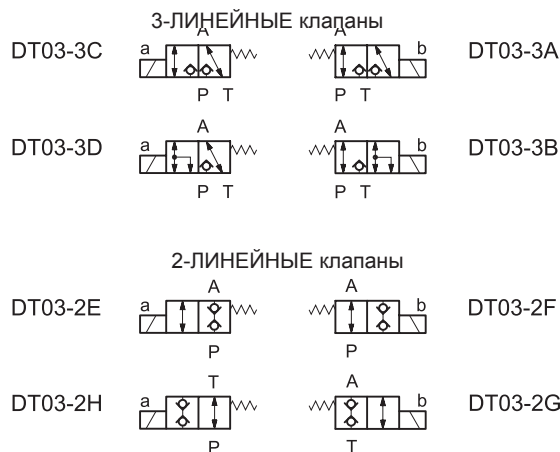 3-ЛИНЕЙНЫЕ клапаны
DT03-3C a A P T
A b P T DT03-3A
DT03-3D a A P T
A b P T DT03-3B
2-ЛИНЕЙНЫЕ клапаны
DT03-2E a A P
A b P DT03-2F
DT03-2H a T P
A b T DT03-2G